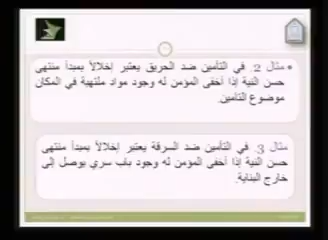 • مثال 2. في التأمين ضد الحريق يعتبر إخلالاً بمبدأ منتهى
حسن النية إذا أخفى المؤمن له وجود مواد ملتهبة في المكان
موضوع التأمين.
مثال 3. في التأمين ضد السرقة يعتبر إخلالاً بمبدأ منتهى
حسن النية إذا أخفى المؤمن له وجود باب سري يوصل إلى
خارج البناية.